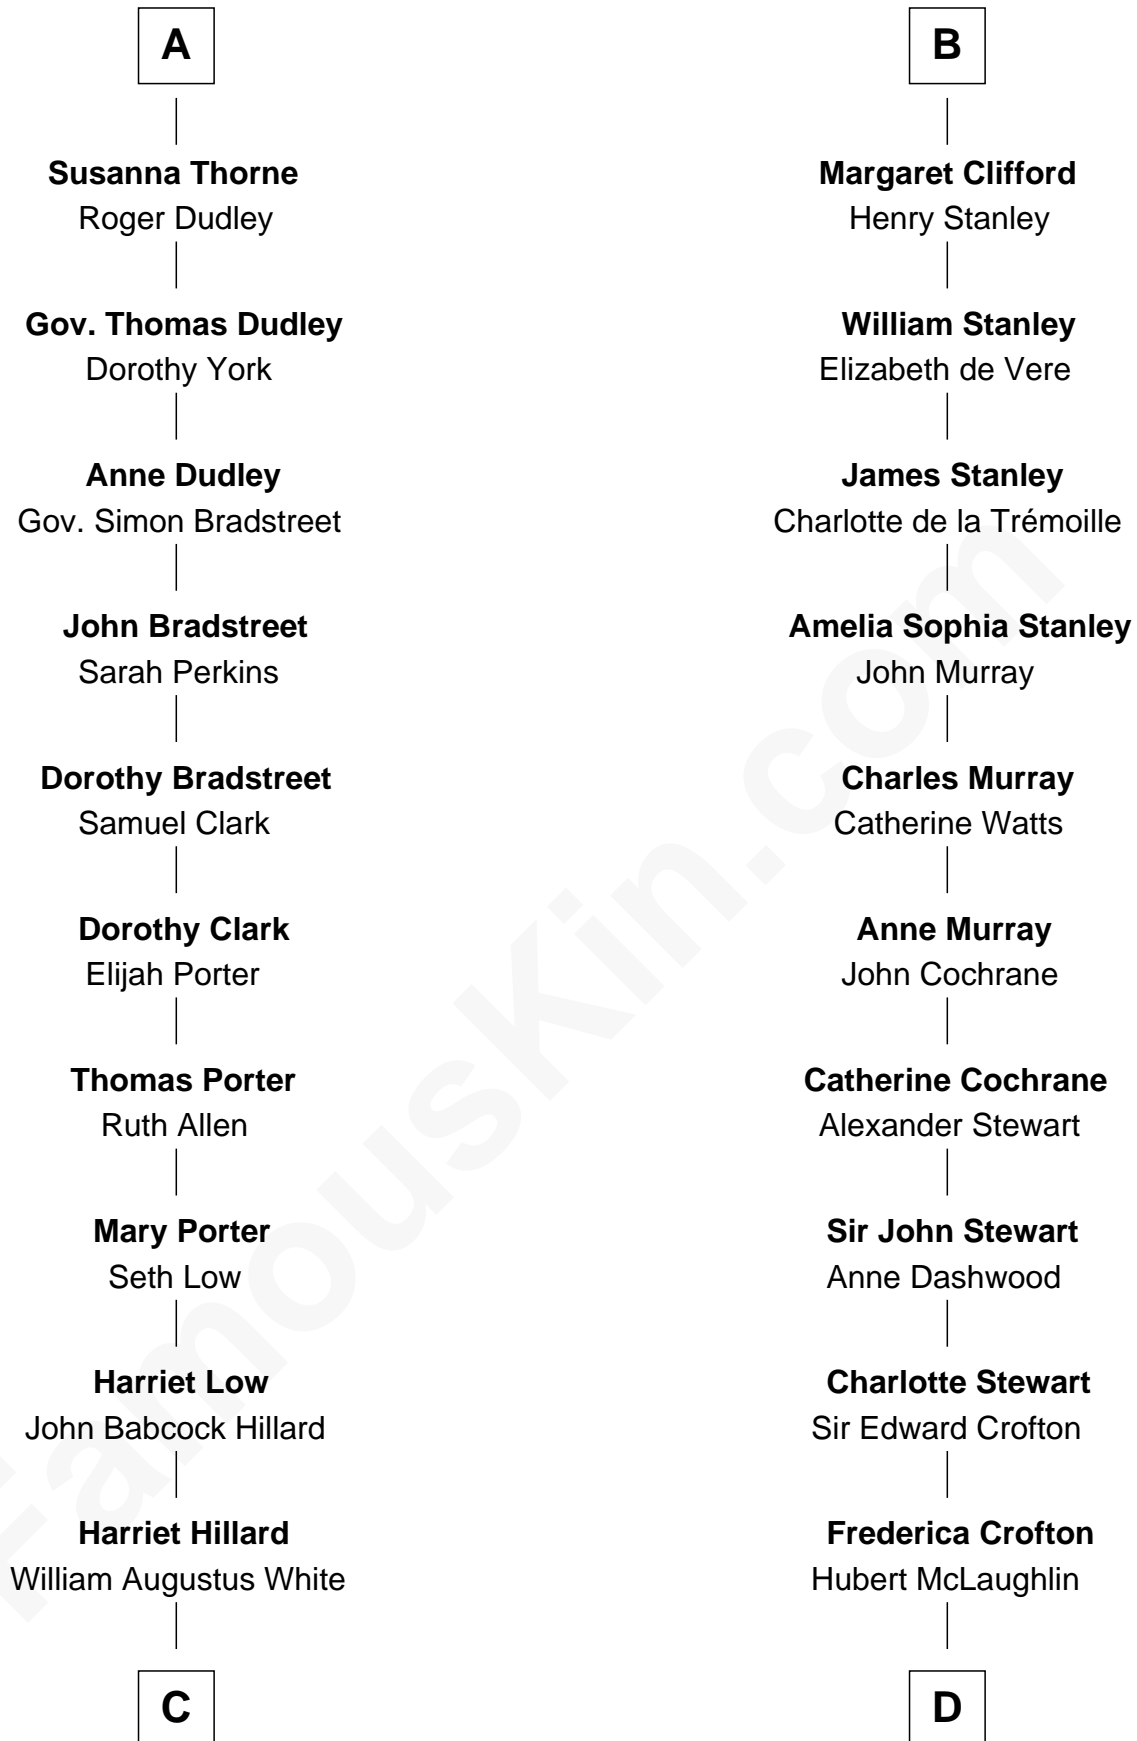 A
Susanna Thorne
Roger Dudley
Gov. Thomas Dudley
Dorothy York
Anne Dudley
Gov. Simon Bradstreet
John Bradstreet
Sarah Perkins
Dorothy Bradstreet
Samuel Clark
Dorothy Clark
Elijah Porter
Thomas Porter
Ruth Allen
Mary Porter
Seth Low
Harriet Low
John Babcock Hillard
Harriet Hillard
William Augustus White
C
B
Margaret Clifford
Henry Stanley
William Stanley
Elizabeth de Vere
James Stanley
Charlotte de la Trémoille
Amelia Sophia Stanley
John Murray
Charles Murray
Catherine Watts
Anne Murray
John Cochrane
Catherine Cochrane
Alexander Stewart
Sir John Stewart
Anne Dashwood
Charlotte Stewart
Sir Edward Crofton
Frederica Crofton
Hubert McLaughlin
D
FamousKin.com